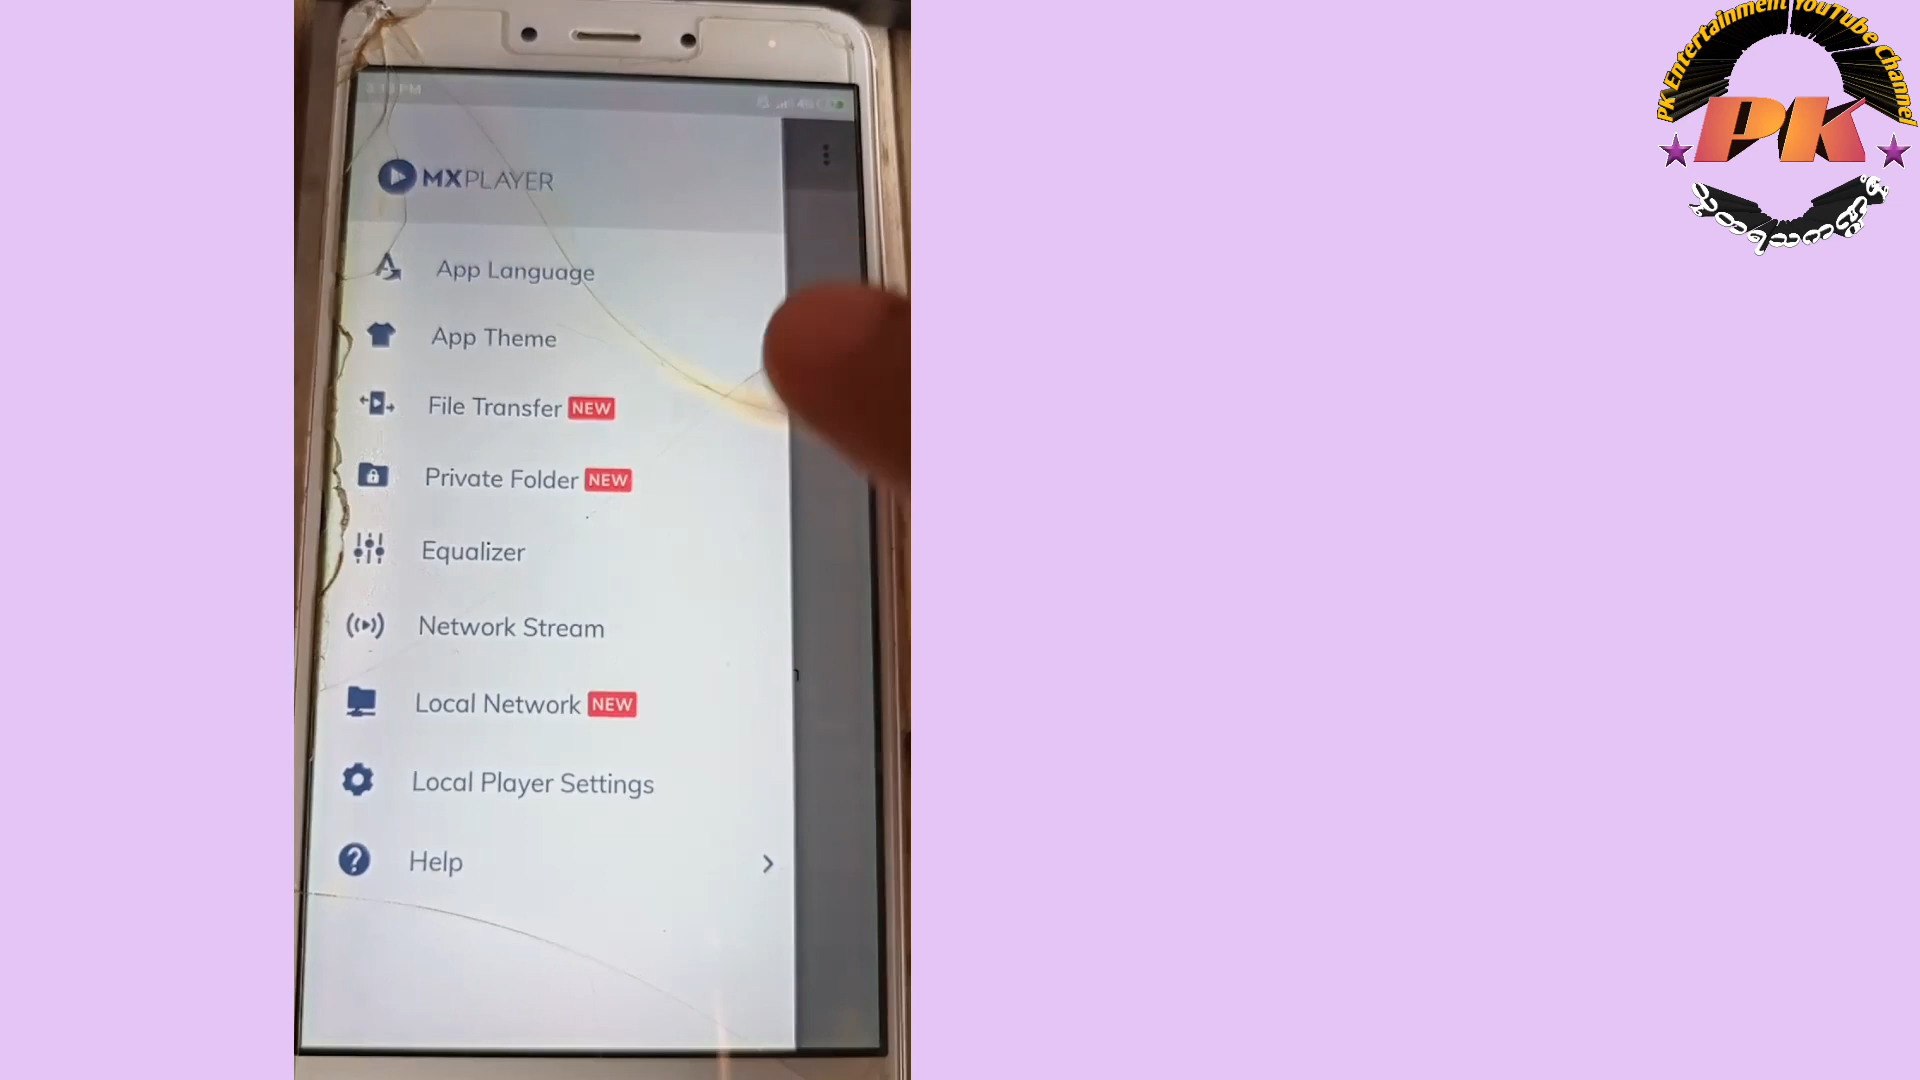 PM
MXPLAYER
App Language
App Theme
File Transfer NEW
Private Folder NEW
Equalizer
Network Stream
Local Network NEW
Local Player Settings
Help
PK Entertainment YouTube Channel
PK